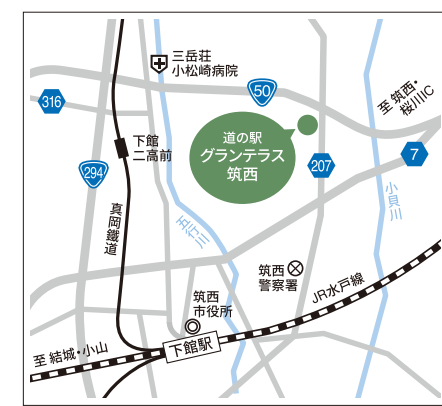 三岳荘
小松崎病院
50
316
至 筑西・
桜川IC
道の駅
グランテラス
筑西
下館
二高前
7
207
294
小貝川
真岡鐵道
五行川
筑西
警察署
JR水戸線
筑西
市役所
至 結城・小山
下館駅